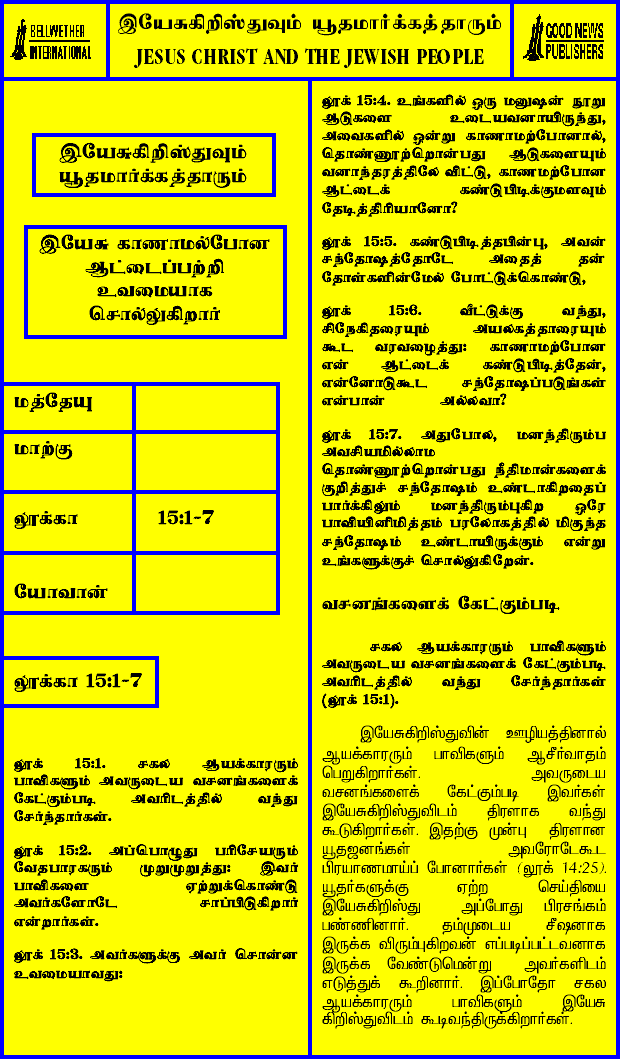 BELLWETHER
INTERNATIONAL
இயேசுகிறிஸ்துவும் யூதமார்க்கத்தாரும்
JESUS CHRIST AND THE JEWISH PEOPLE
GOOD NEWS
PUBLISHERS
இயேசுகிறிஸ்துவும்
யூதமார்க்கத்தாரும்
இயேசு காணாமல்போன
ஆட்டைப்பற்றி
உவமையாக
சொல்லுகிறார்
மத்தேயு
மாற்கு
லூக்கா 15:1-7
யோவான்
லூக்கா 15:1-7
லூக் 15:1. சகல ஆயக்காரரும்
பாவிகளும் அவருடைய வசனங்களைக்
கேட்கும்படி அவரிடத்தில் வந்து
சேர்ந்தார்கள்.
லூக் 15:2. அப்பொழுது பரிசேயரும்
வேதபாரகரும் முறுமுறுத்து: இவர்
பாவிகளை ஏற்றுக்கொண்டு
அவர்களோடே சாப்பிடுகிறார்
என்றார்கள்.
லூக் 15:3. அவர்களுக்கு அவர் சொன்ன
உவமையாவது:
லூக் 15:4. உங்களில் ஒரு மனுஷன் நூறு
ஆடுகளை உடையவனாயிருந்து,
அவைகளில் ஒன்று காணாமற்போனால்,
தொண்ணூற்றொன்பது ஆடுகளையும்
வனாந்தரத்திலே விட்டு, காணமற்போன
ஆட்டைக் கண்டுபிடிக்குமளவும்
தேடித்திரியானோ?
லூக் 15:5. கண்டுபிடித்தபின்பு, அவன்
சந்தோஷத்தோடே அதைத் தன்
தோள்களின்மேல் போட்டுக்கொண்டு,
லூக் 15:6. வீட்டுக்கு வந்து,
சிநேகிதரையும் அயலகத்தாரையும்
கூட வரவழைத்து: காணாமற்போன
என் ஆட்டைக் கண்டுபிடித்தேன்,
என்னோடுகூட சந்தோஷப்படுங்கள்
என்பான் அல்லவா?
லூக் 15:7. அதுபோல, மனந்திரும்ப
அவசியமில்லாத
தொண்ணூற்றொன்பது நீதிமான்களைக்
குறித்துச் சந்தோஷம் உண்டாகிறதைப்
பார்க்கிலும் மனந்திரும்புகிற ஒரே
பாவியினிமித்தம் பரலோகத்தில் மிகுந்த
சந்தோஷம் உண்டாயிருக்கும் என்று
உங்களுக்குச் சொல்லுகிறேன்.
வசனங்களைக் கேட்கும்படி
சகல ஆயக்காரரும் பாவிகளும்
அவருடைய வசனங்களைக் கேட்கும்படி
அவரிடத்தில் வந்து சேர்ந்தார்கள்
(லூக் 15:1).
இயேசுகிறிஸ்துவின் ஊழியத்தினால்
ஆயக்காரரும் பாவிகளும் ஆசீர்வாதம்
பெறுகிறார்கள். அவருடைய
வசனங்களைக் கேட்கும்படி இவர்கள்
இயேசுகிறிஸ்துவிடம் திரளாக வந்து
கூடுகிறார்கள். இதற்கு முன்பு திரளான
யூதஜனங்கள் அவரோடேகூட
பிரயாணமாய்ப் போனார்கள் (லூக் 14:25).
யூதர்களுக்கு ஏற்ற செய்தியை
இயேசுகிறிஸ்து அப்போது பிரசங்கம்
பண்ணினார். தம்முடைய சீஷனாக
இருக்க விரும்புகிறவன் எப்படிப்பட்டவனாக
இருக்க வேண்டுமென்று அவர்களிடம்
எடுத்துக் கூறினார். இப்போதோ சகல
ஆயக்காரரும் பாவிகளும் இயேசு
கிறிஸ்துவிடம் கூடிவந்திருக்கிறார்கள்.